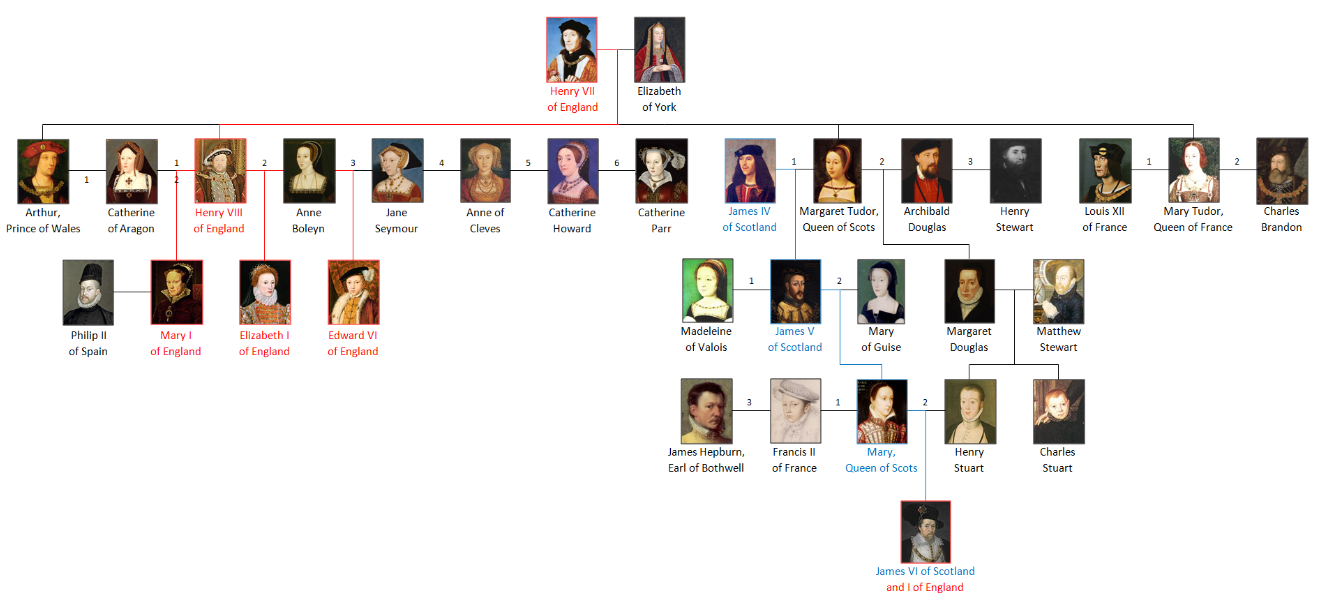 Henry VII
of England
Elizabeth
of York
1
1
2
2
3
4
5
6
1
2
3
1
2
Arthur,
Prince of Wales
Catherine
of Aragon
Henry VIII
of England
Anne
Boleyn
Jane
Seymour
Anne of
Cleves
Catherine
Howard
Catherine
Parr
James IV
of Scotland
Margaret Tudor,
Queen of Scots
Archibald
Douglas
Henry
Stewart
Louis XII
of France
Mary Tudor,
Queen of France
Charles
Brandon
1
2
Philip II
of Spain
Mary I
of England
Elizabeth I
of England
Edward VI
of England
Madeleine
of Valois
James V
of Scotland
Mary
of Guise
Margaret
Douglas
Matthew
Stewart
3
1
2
James Hepburn,
Earl of Bothwell
Francis II
of France
Mary,
Queen of Scots
Henry
Stuart
Charles
Stuart
James VI of Scotland
and I of England